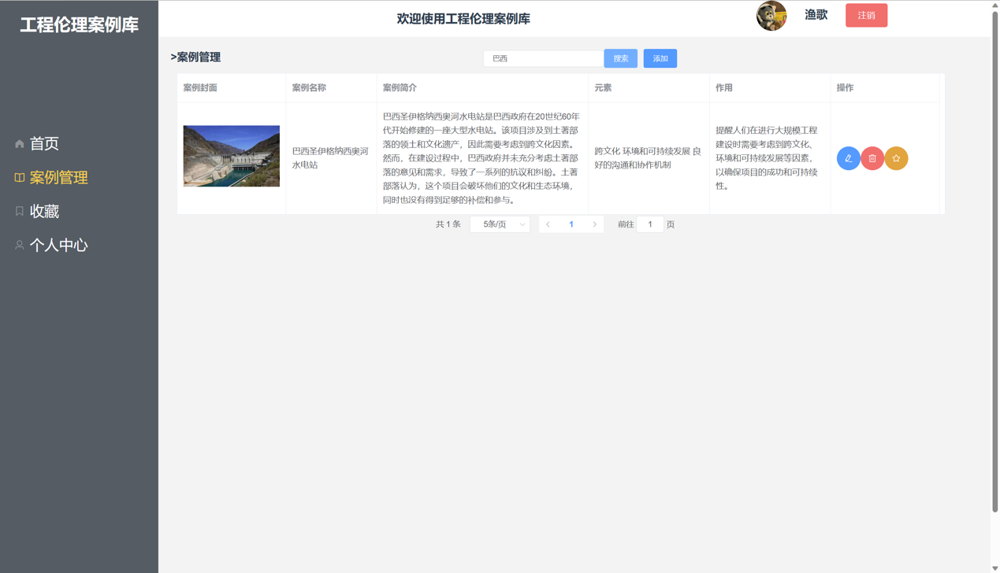 工程伦理案例库
欢迎使用工程伦理案例库
渔歌
注销
首页
案例管理
收藏
个人中心
>案例管理
巴西
搜索
添加
案例封面
案例名称
案例简介
元素
作用
操作
巴西圣伊格纳西奥河
水电站
巴西圣伊格纳西奥河水电站是巴西政府在20世纪60年
代开始修建的一座大型水电站。该项目涉及到土著部
落的领土和文化遗产，因此需要考虑到跨文化因素。
然而，在建设过程中，巴西政府并未充分考虑土著部
落的意见和需求，导致了一系列的抗议和纠纷。土著
部落认为，这个项目会破坏他们的文化和生态环境，
同时也没有得到足够的补偿和参与。
跨文化 环境和可持续发展 良
好的沟通和协作机制
提醒人们在进行大规模工程
建设时需要考虑到跨文化、
环境和可持续发展等因素，
以确保项目的成功和可持续
性。
共 1 条
5条/页
1
前往
1
页